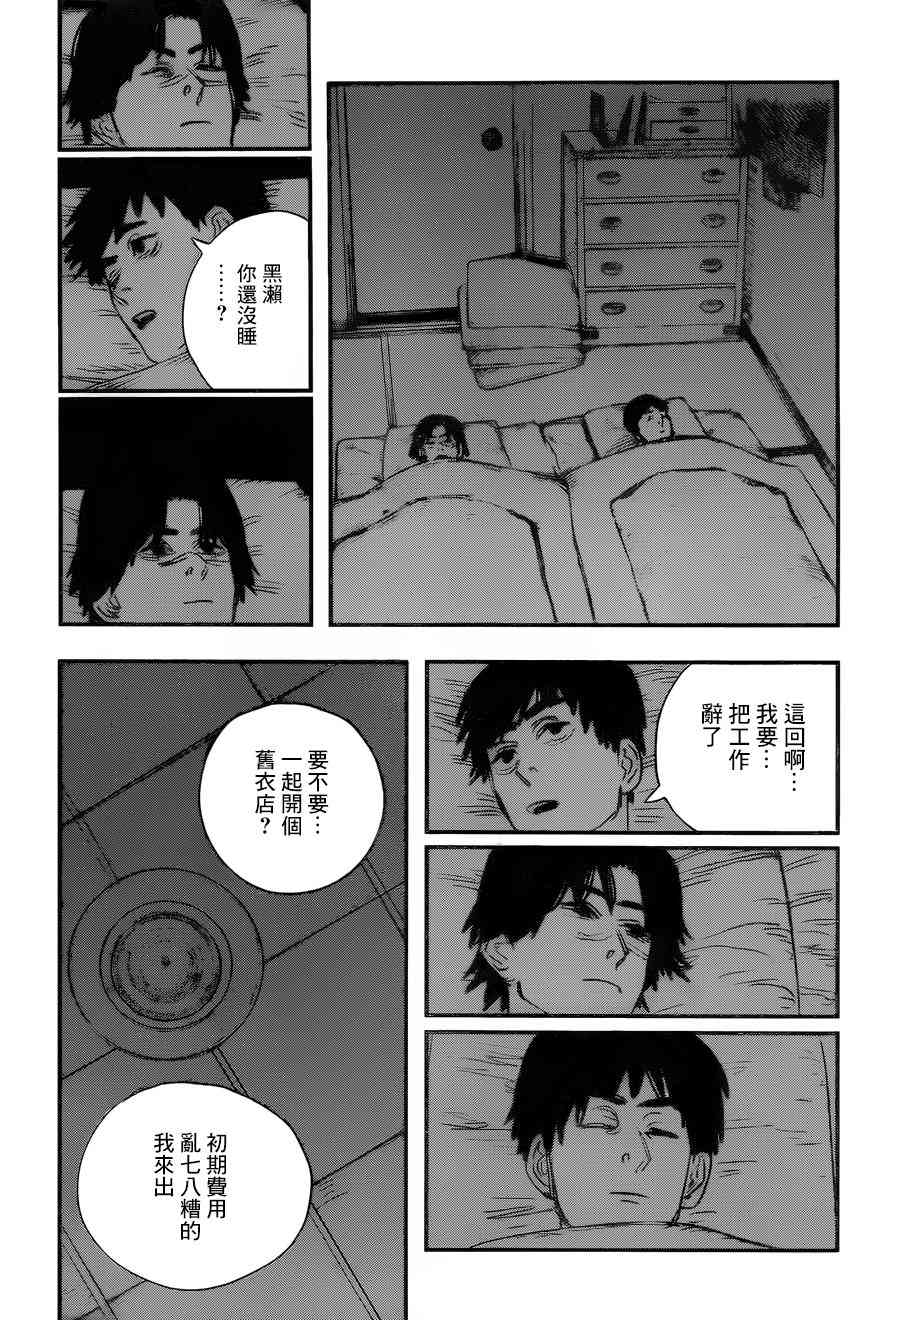 黑瀨
你還沒睡
……?
這回啊…
我要…
把工作
辭了
要不要…
一起開個
舊衣店?
初期費用
亂七八糟的
我來出